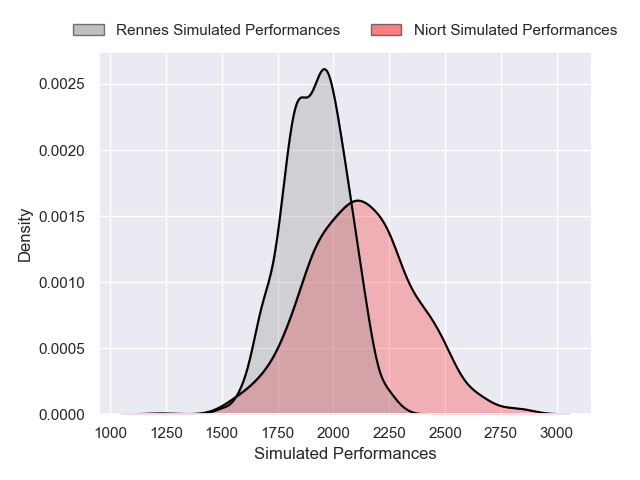 Rennes Simulated Performances Niort Simulated Performances
0.0025
0.0020
0.0015
0.0010
0.0005
0.0000
Density
1000 1250 1500 1750 2000 2250 2500 2750 3000
Simulated Performances